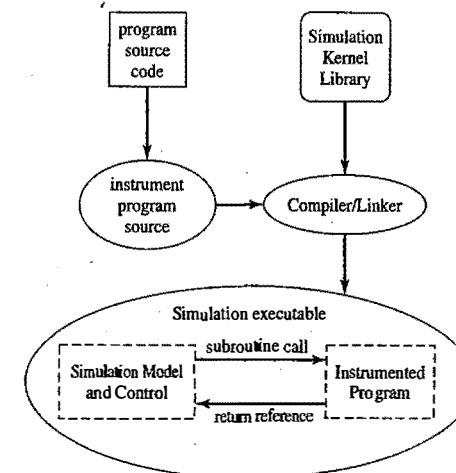 program
source
code
Simulation
Kernel
Library
instrument
program
source
Compiler/Linker
Simulation executable
subroutine call
Simulation Model
and Control
Instrumented
Program
return reference